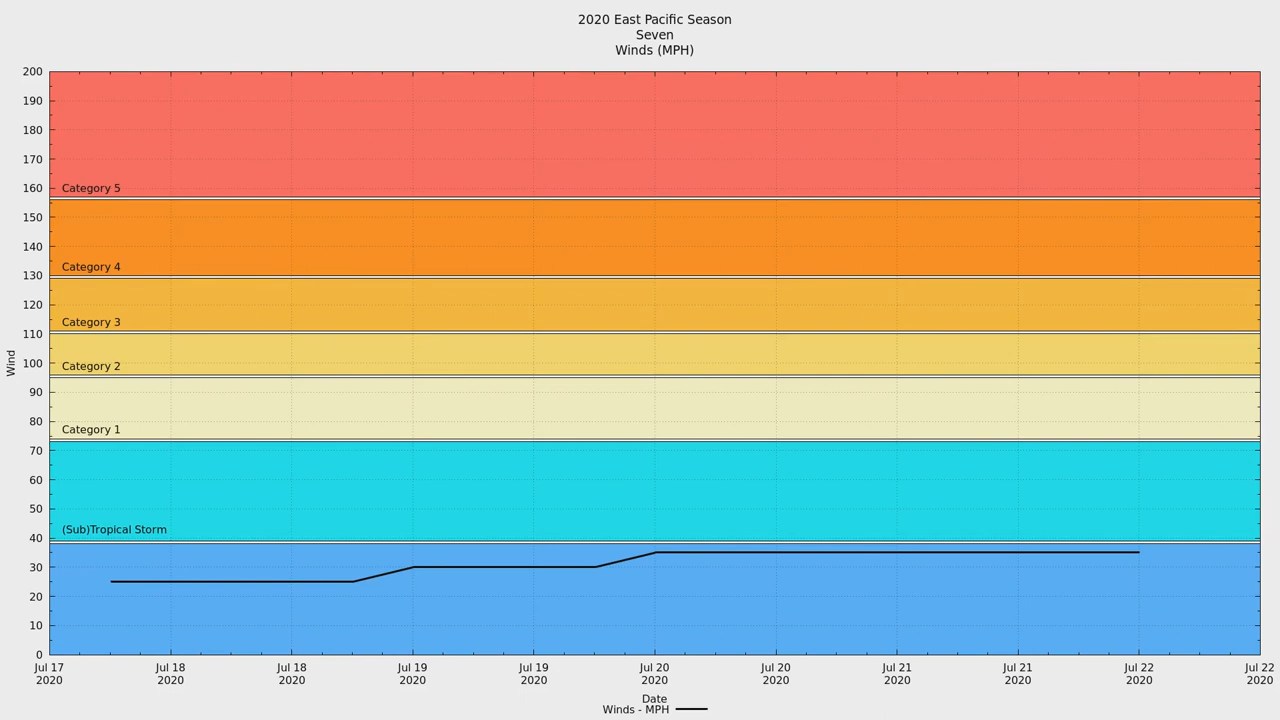 2020 East Pacific Season
Seven
Winds (MPH)
200
190
180
170
160
150
140
130
120
110
100
90
80
70
60
50
40
30
20
10
0
Wind
Category 5
Category 4
Category 3
Category 2
Category 1
(Sub)Tropical Storm
Jul 17 Jul 18 Jul 18 Jul 19 Jul 19 Jul 20 Jul 20 Jul 21 Jul 21 Jul 22 Jul 22
2020 2020 2020 2020 2020 2020 2020 2020 2020 2020 2020
Date
Winds - MPH